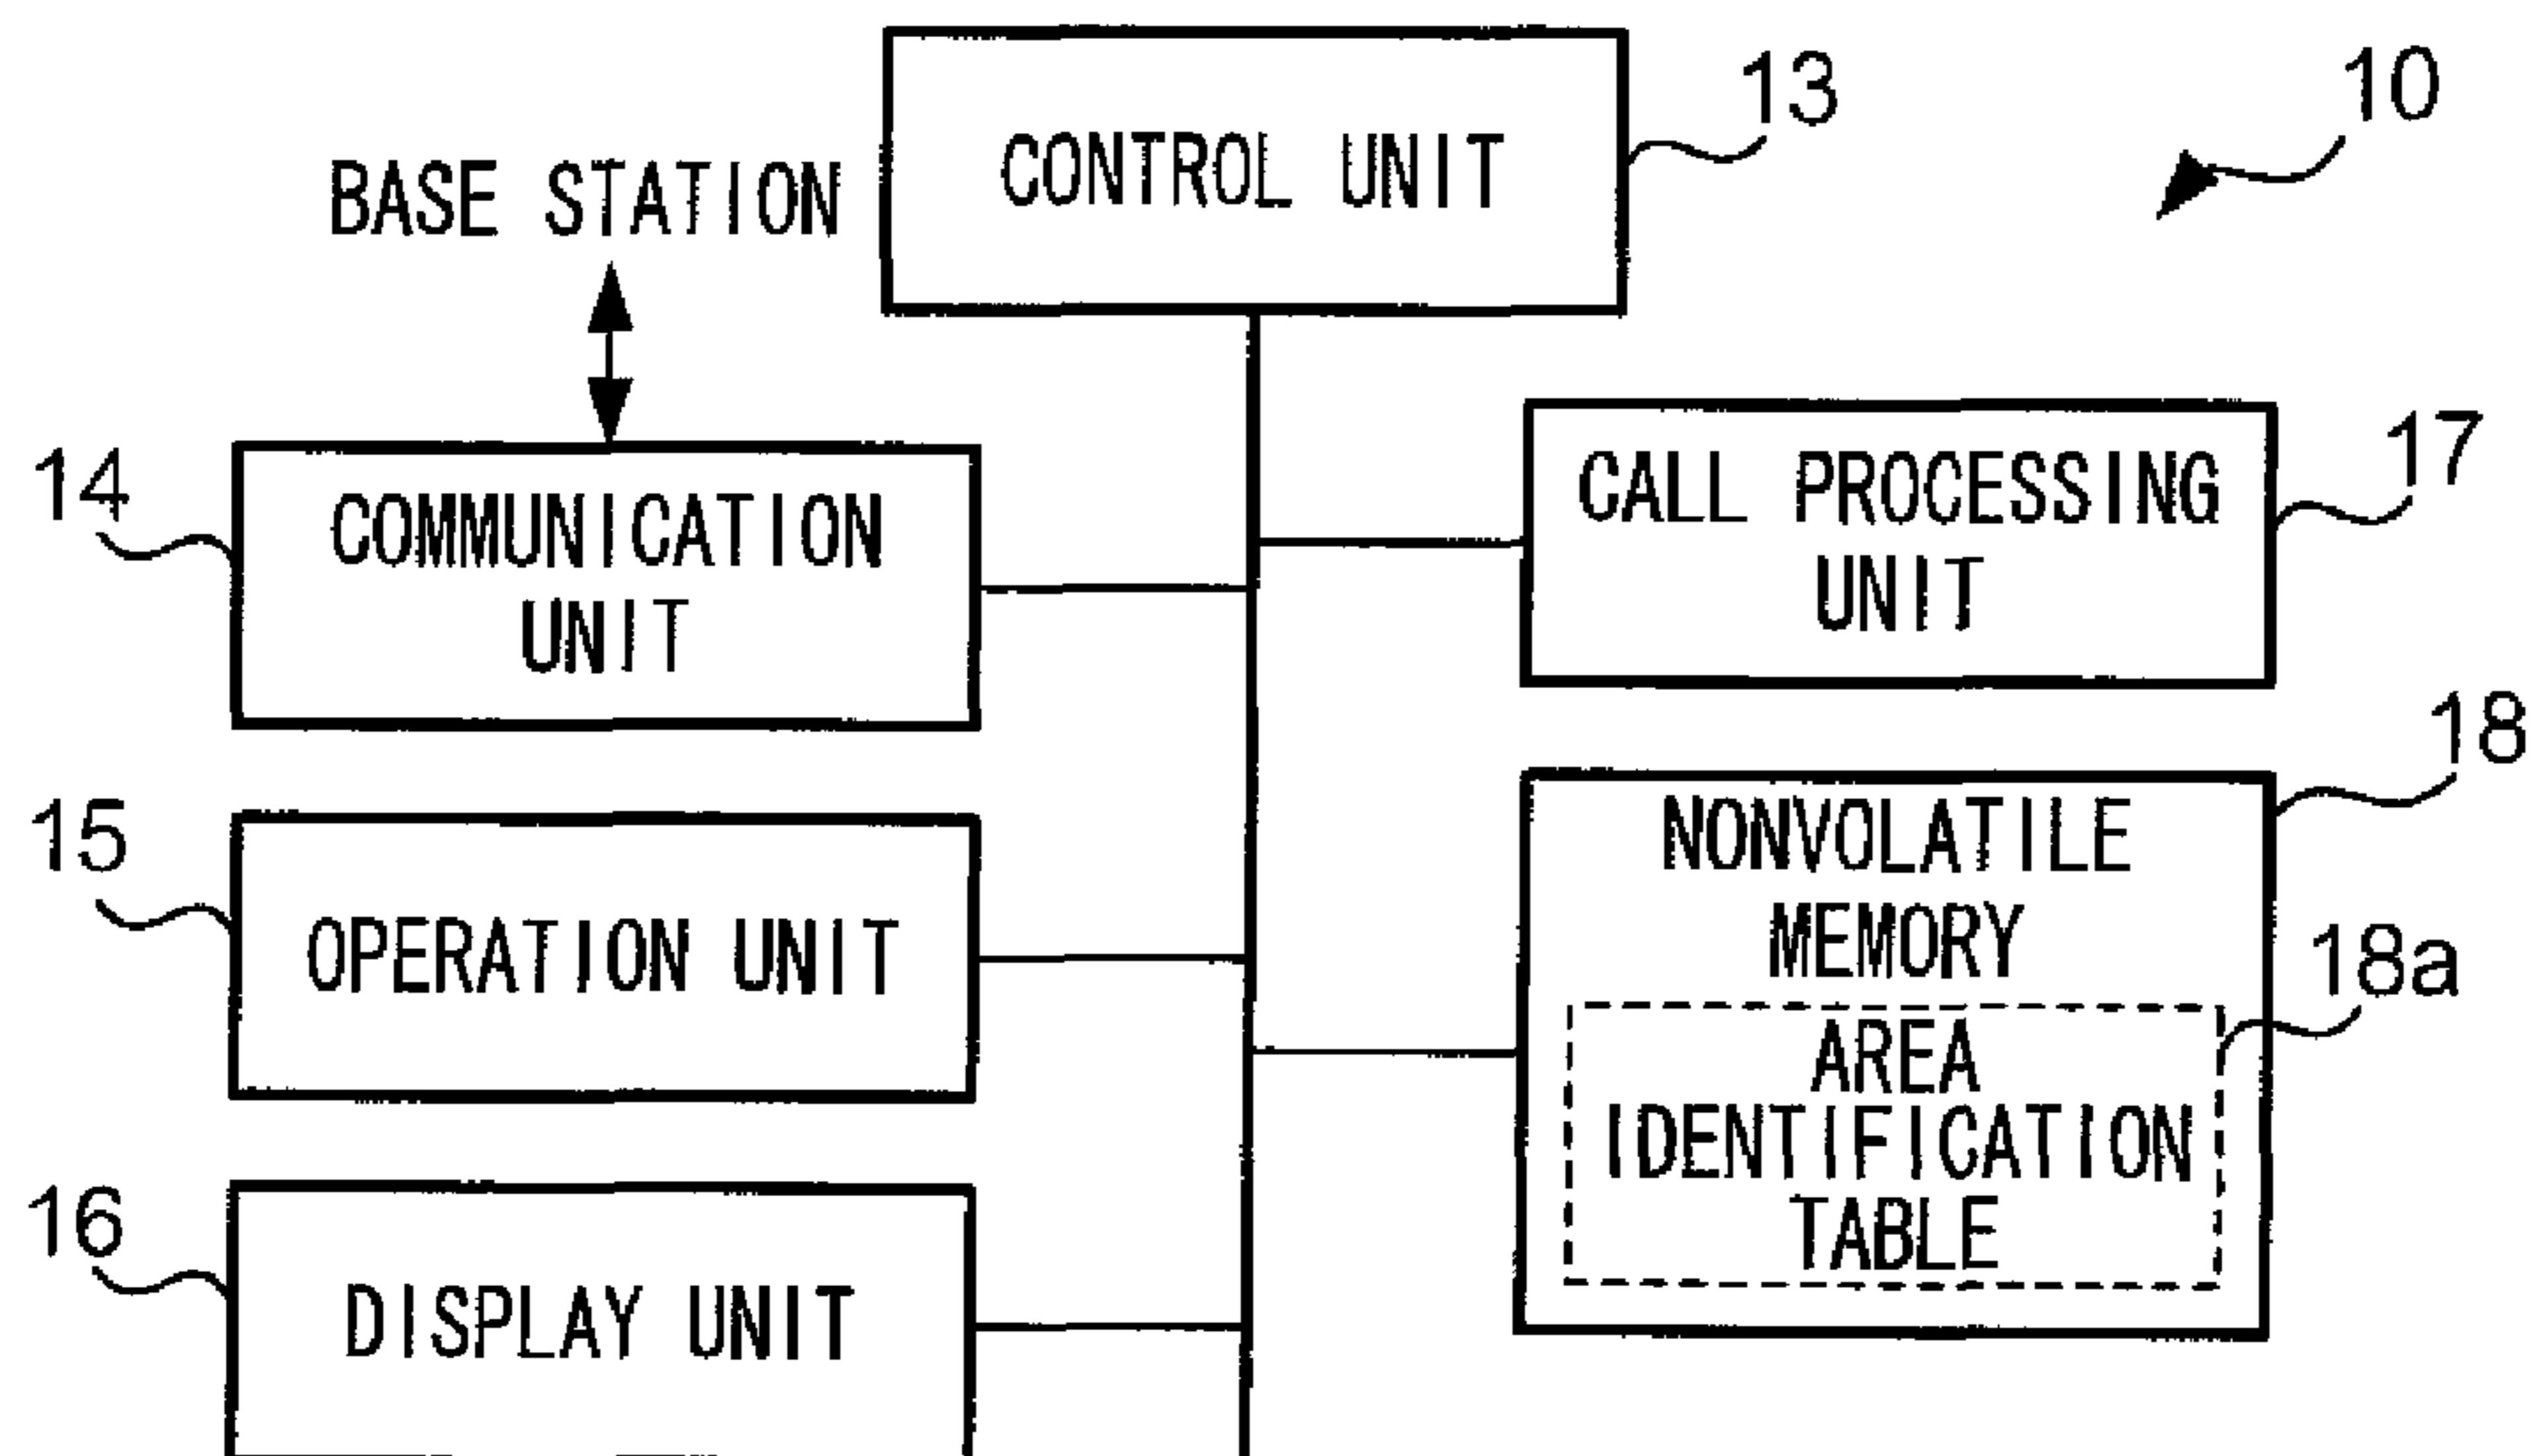 CONTROL UNIT
13
10
BASE STATION
14
COMMUNICATION
UNIT
17
CALL PROCESSING
UNIT
15
OPERATION UNIT
18
NONVOLATILE
MEMORY
18a
AREA
IDENTIFICATION
TABLE
16
DISPLAY UNIT